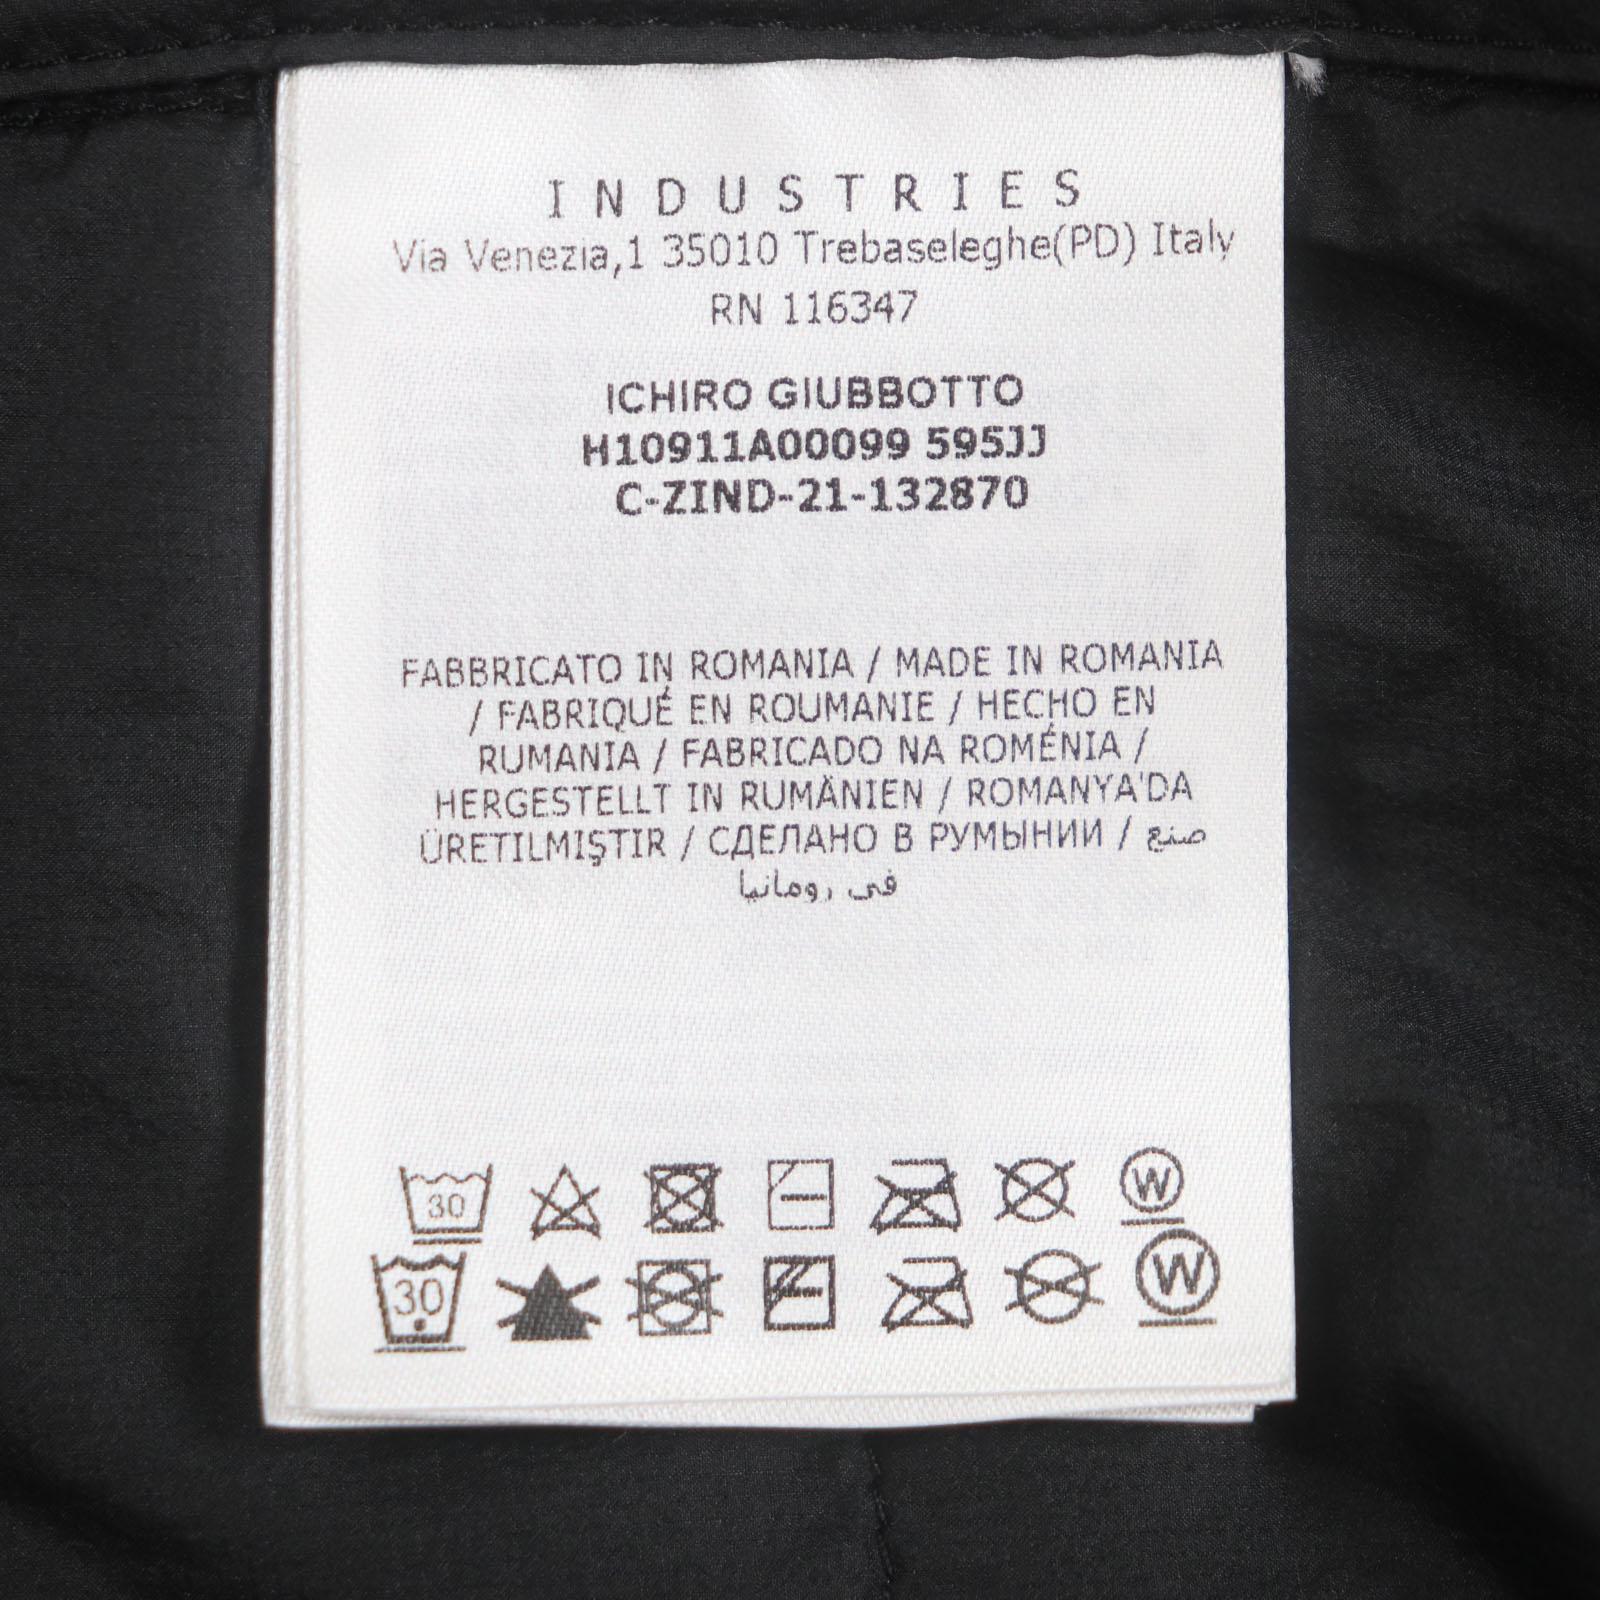 INDUSTRIES
Via Venezia,1 35010 Trebaseleghe(PD) Italy
RN 116347
ICHIRO GIUBBOTTO
H10911A00099 595JJ
C-ZIND-21-132870
FABBRICATO IN ROMANIA / MADE IN ROMANIA
/ FABRIQUÉ EN ROUMANIE / HECHO EN
RUMANIA / FABRICADO NA ROMÉNIA /
HERGESTELLT IN RUMÄNIEN / ROMANYA'DA
ÜRETILMIŞTIR / СДЕЛАНО В РУМЫНИИ / صنع
في رومانيا
30 W
30 W